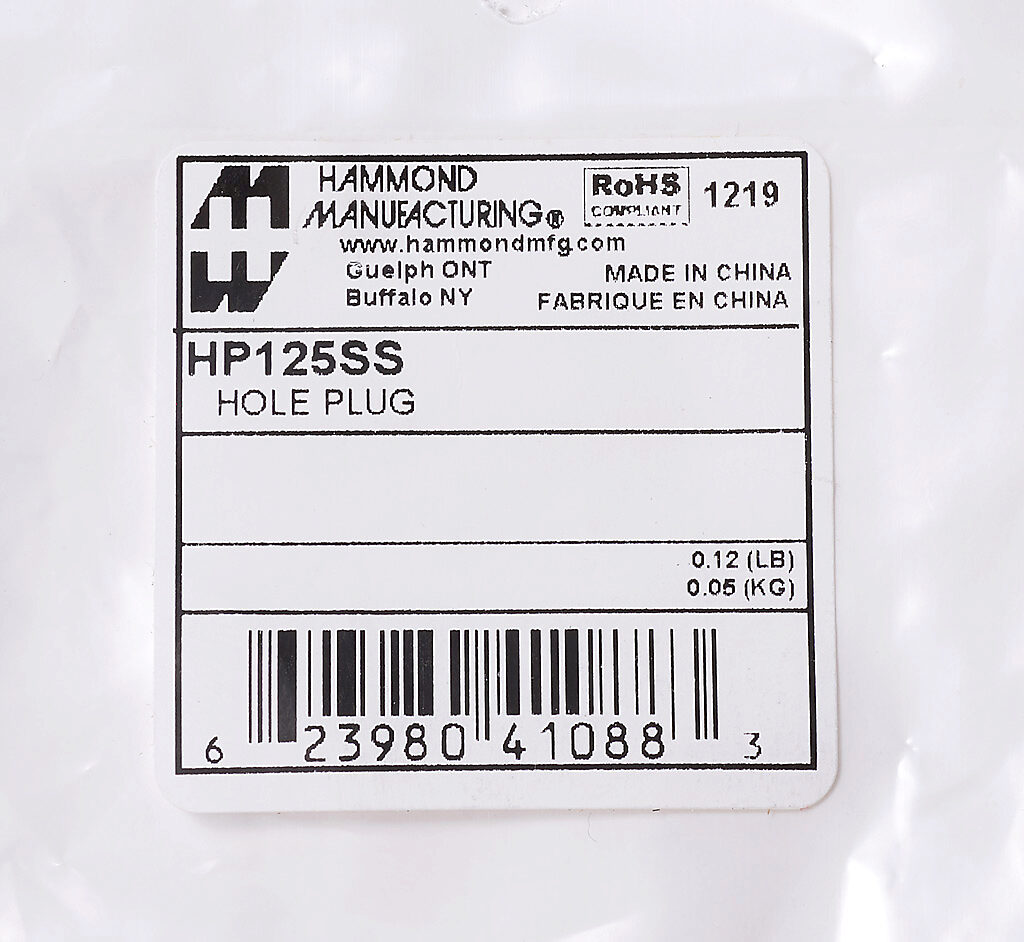 HAMMOND
MANUFACTURING®
RoHS
COMPLIANT
1219
www.hammondmfg.com
Guelph ONT
Buffalo NY
MADE IN CHINA
FABRIQUE EN CHINA
HP125SS
HOLE PLUG
0.12 (LB)
0.05 (KG)
6 23980 41088 3